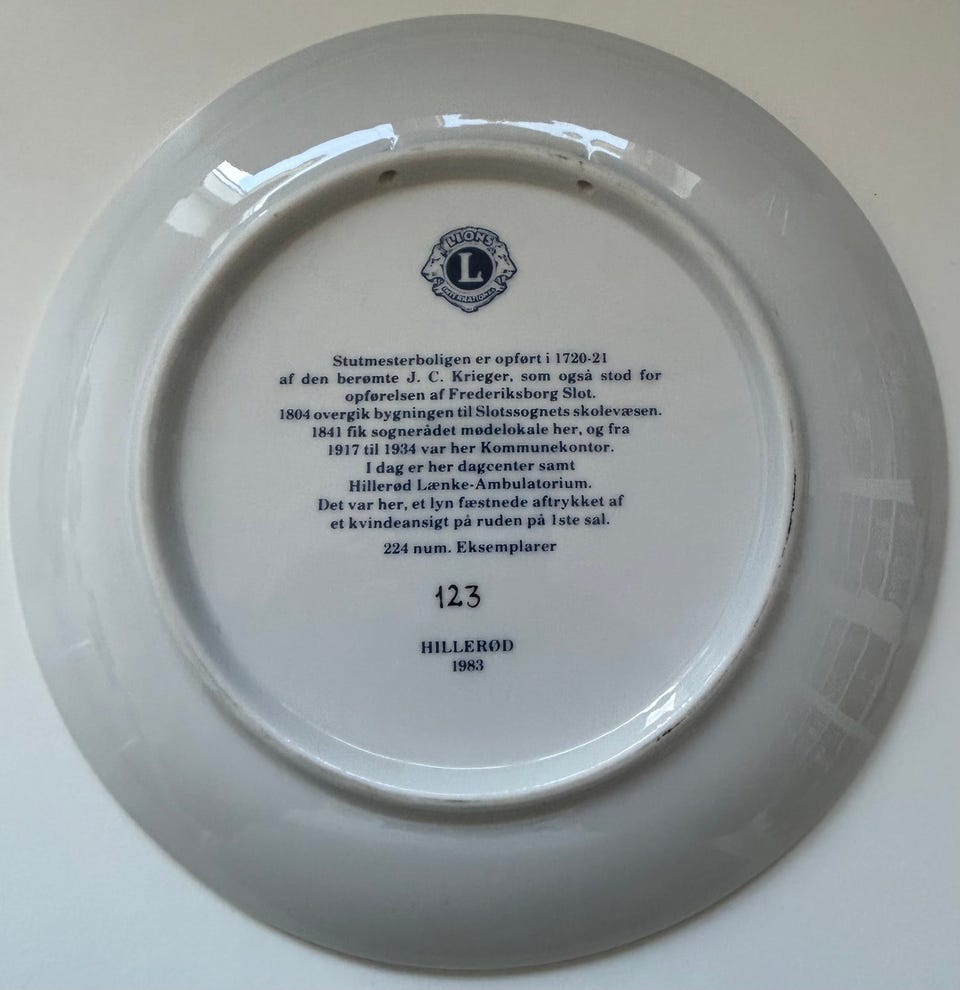 LIONS
L
INTERNATIONAL
Stutmesterboligen er opført i 1720-21
af den berømte J. C. Krieger, som også stod for
opførelsen af Frederiksborg Slot.
1804 overgik bygningen til Slotssognets skolevæsen.
1841 fik sognerådet mødelokale her, og fra
1917 til 1934 var her Kommunekontor.
I dag er her dagcenter samt
Hillerød Lænke-Ambulatorium.
Det var her, et lyn fæstnede aftrykket af
et kvindeansigt på ruden på 1ste sal.
224 num. Eksemplarer
123
HILLERØD
1983